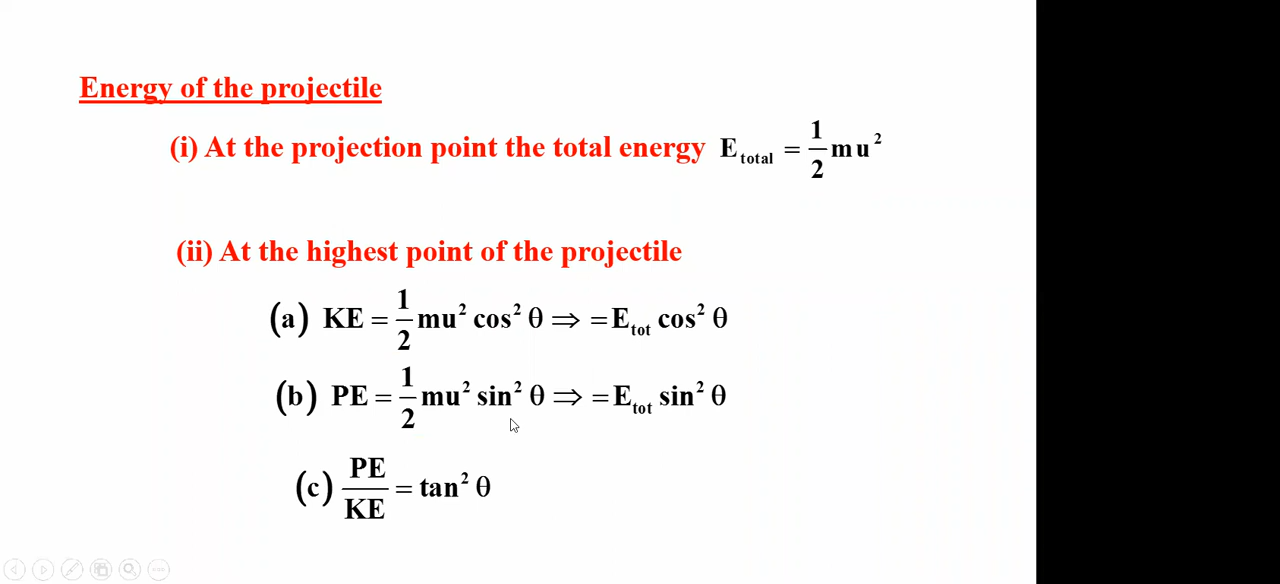 Energy of the projectile
(i) At the projection point the total energy E_total = 1/2 mu²
(ii) At the highest point of the projectile
(a) KE = 1/2 mu² cos² θ ⇒ = E_tot cos² θ
(b) PE = 1/2 mu² sin² θ ⇒ = E_tot sin² θ
(c) PE/KE = tan² θ